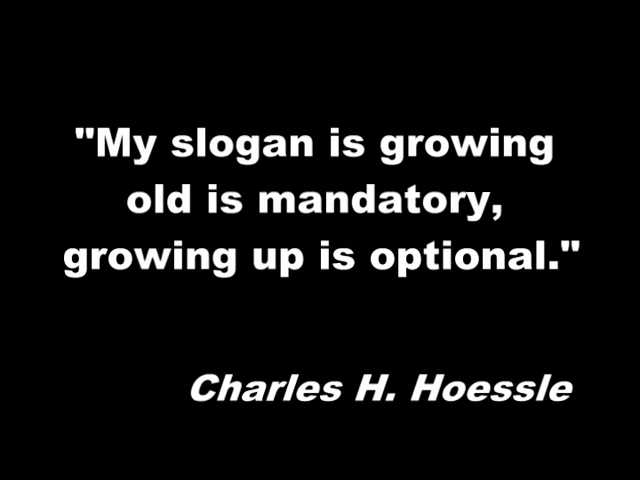 "My slogan is growing
old is mandatory,
growing up is optional."
Charles H. Hoessle